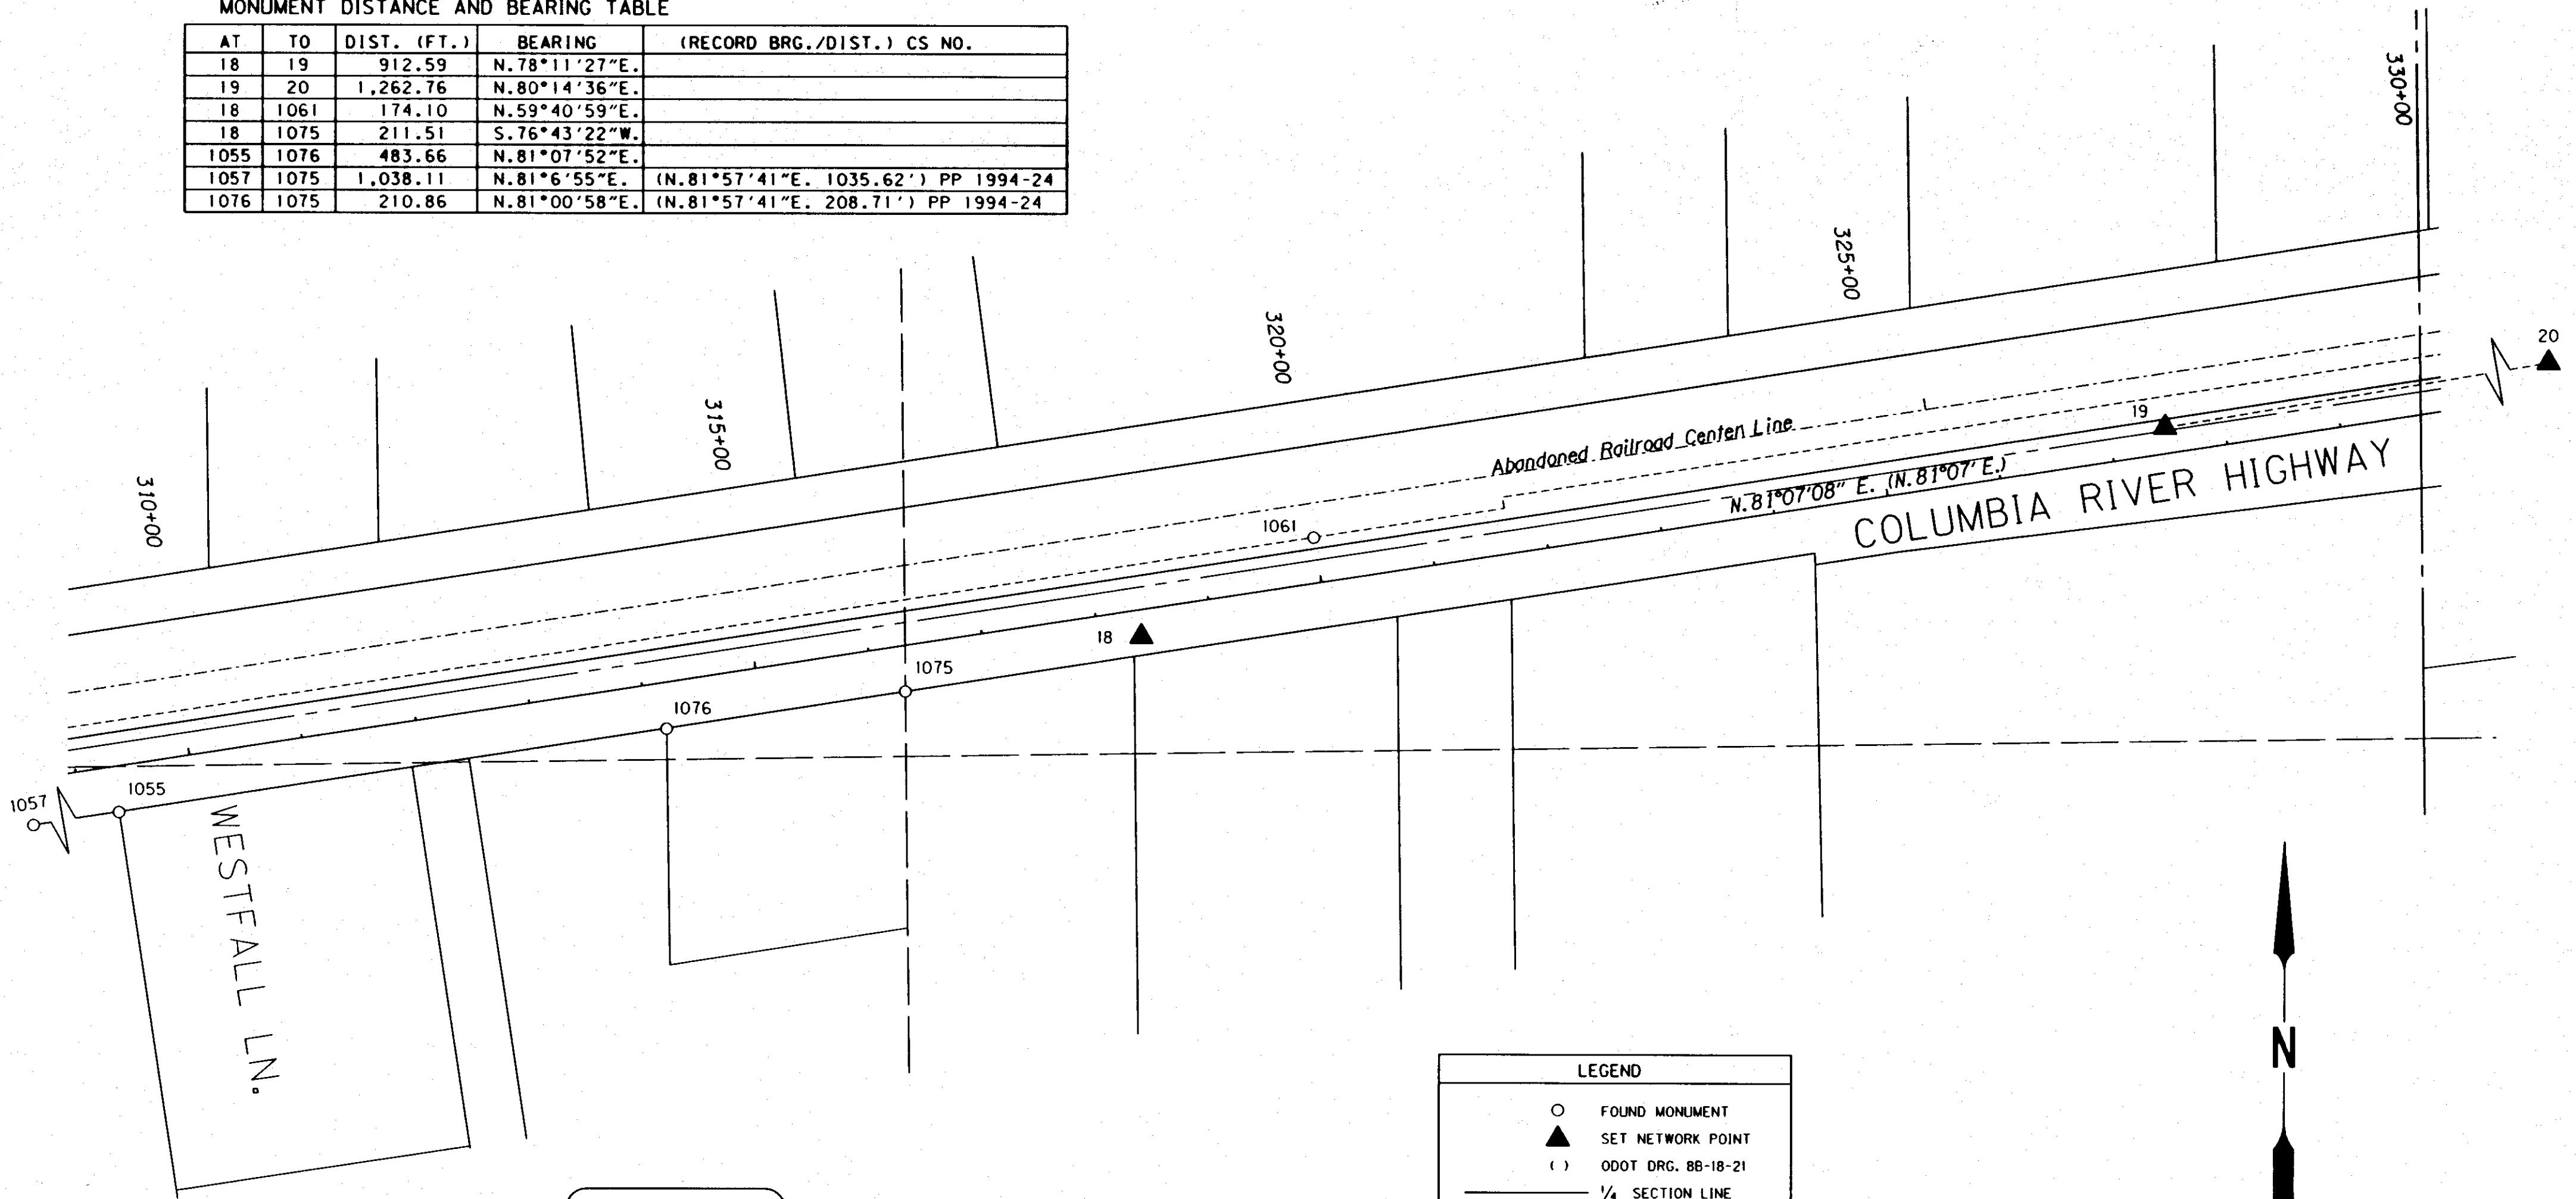 MONUMENT DISTANCE AND BEARING TABLE
AT TO DIST. (FT.) BEARING (RECORD BRG./DIST.) CS NO.
18 19 912.59 N.78°11'27"E.
19 20 1,262.76 N.80°14'36"E.
18 1061 174.10 N.59°40'59"E.
18 1075 211.51 S.76°43'22"W.
1055 1076 483.66 N.81°07'52"E.
1057 1075 1,038.11 N.81°6'55"E. (N.81°57'41"E. 1035.62') PP 1994-24
1076 1075 210.86 N.81°00'58"E. (N.81°57'41"E. 208.71') PP 1994-24
330+00
325+00
320+00
315+00
310+00
20
19
Abandoned Railroad Centen Line
L
N.81°07'08" E. (N.81°07' E.)
COLUMBIA RIVER HIGHWAY
1061
18
1075
1076
1055
1057
WESTFALL LN.
LEGEND
FOUND MONUMENT
SET NETWORK POINT
( ) ODOT DRG. 8B-18-21
1/4 SECTION LINE
N